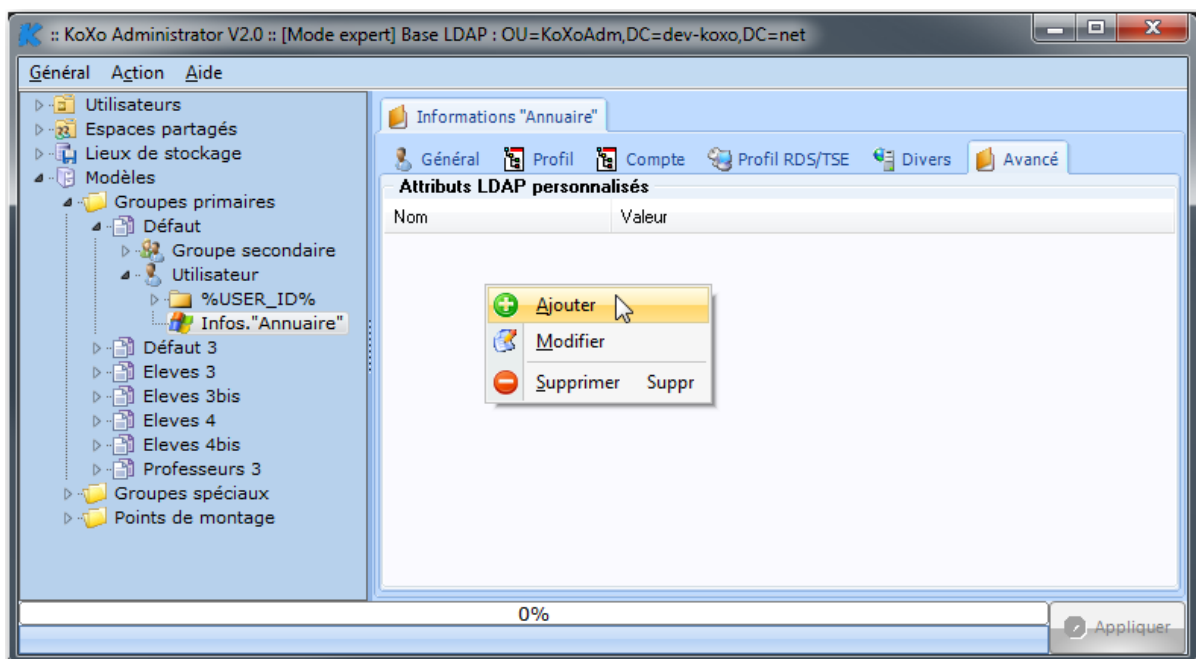 :: KoXo Administrator V2.0 :: [Mode expert] Base LDAP : OU=KoXoAdm,DC=dev-koxo,DC=net
Général Action Aide
Utilisateurs
Espaces partagés
Lieux de stockage
Modèles
Groupes primaires
Défaut
Groupe secondaire
Utilisateur
%USER_ID%
Infos."Annuaire"
Défaut 3
Eleves 3
Eleves 3bis
Eleves 4
Eleves 4bis
Professeurs 3
Groupes spéciaux
Points de montage
Informations "Annuaire"
Général Profil Compte Profil RDS/TSE Divers Avancé
Attributs LDAP personnalisés
Nom Valeur
Ajouter
Modifier
Supprimer Suppr
0%
Appliquer